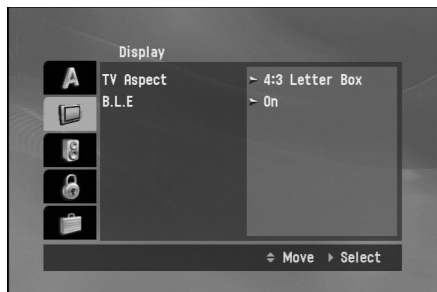 Display
A
TV Aspect ► 4:3 Letter Box
B.L.E ► On
Move Select